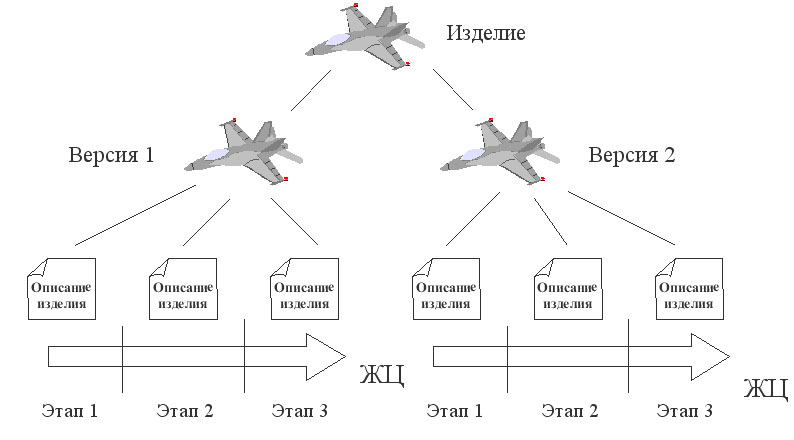 Изделие
Версия 1
Версия 2
Описание
изделия
Описание
изделия
Описание
изделия
Описание
изделия
Описание
изделия
Описание
изделия
ЖЦ
ЖЦ
Этап 1
Этап 2
Этап 3
Этап 1
Этап 2
Этап 3